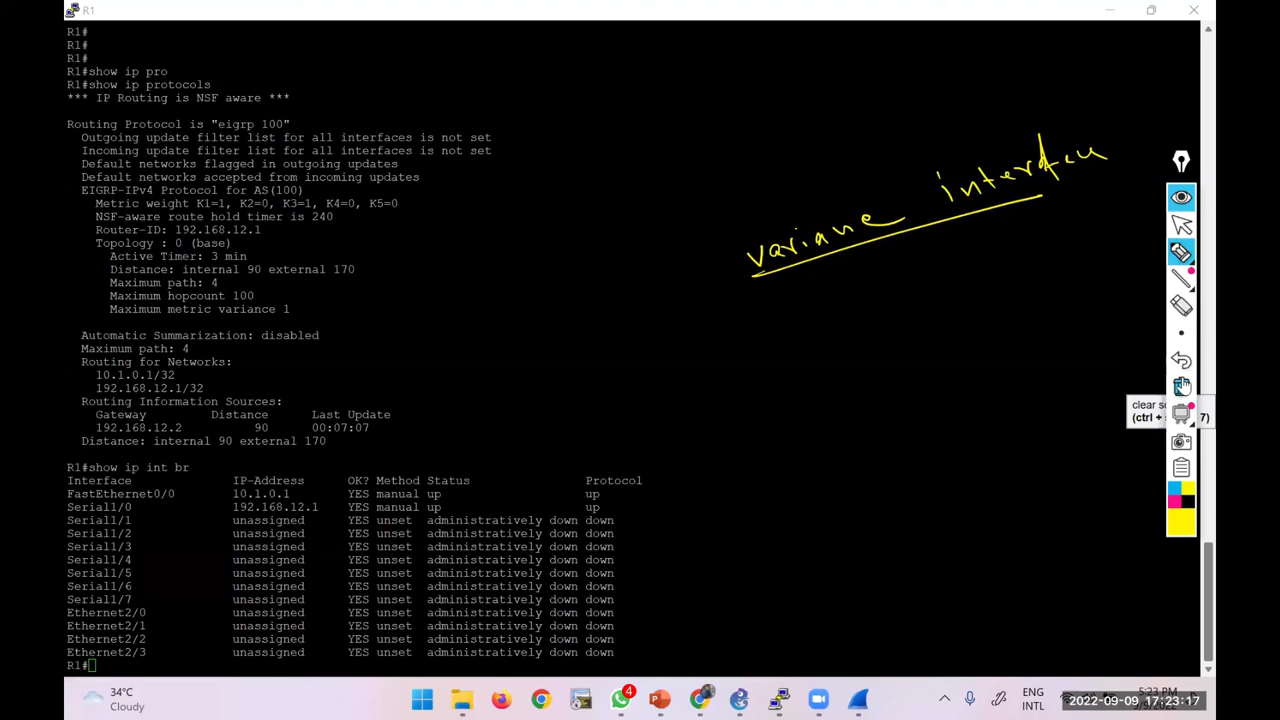 R1
R1#
R1#
R1#
R1#show ip pro
R1#show ip protocols
*** IP Routing is NSF aware ***
Routing Protocol is "eigrp 100"
Outgoing update filter list for all interfaces is not set
Incoming update filter list for all interfaces is not set
Default networks flagged in outgoing updates
Default networks accepted from incoming updates
EIGRP-IPv4 Protocol for AS(100)
Metric weight K1=1, K2=0, K3=1, K4=0, K5=0
NSF-aware route hold timer is 240
Router-ID: 192.168.12.1
Topology : 0 (base)
Active Timer: 3 min
Distance: internal 90 external 170
Maximum path: 4
Maximum hopcount 100
Maximum metric variance 1
Automatic Summarization: disabled
Maximum path: 4
Routing for Networks:
10.1.0.1/32
192.168.12.1/32
Routing Information Sources:
Gateway Distance Last Update
192.168.12.2 90 00:07:07
Distance: internal 90 external 170
R1#show ip int br
Interface IP-Address OK? Method Status Protocol
FastEthernet0/0 10.1.0.1 YES manual up up
Serial1/0 192.168.12.1 YES manual up up
Serial1/1 unassigned YES unset administratively down down
Serial1/2 unassigned YES unset administratively down down
Serial1/3 unassigned YES unset administratively down down
Serial1/4 unassigned YES unset administratively down down
Serial1/5 unassigned YES unset administratively down down
Serial1/6 unassigned YES unset administratively down down
Serial1/7 unassigned YES unset administratively down down
Ethernet2/0 unassigned YES unset administratively down down
Ethernet2/1 unassigned YES unset administratively down down
Ethernet2/2 unassigned YES unset administratively down down
Ethernet2/3 unassigned YES unset administratively down down
R1#
clear
(ctrl + 7)
34°C
Cloudy
4
ENG
INTL
2022-09-09 17:23:17